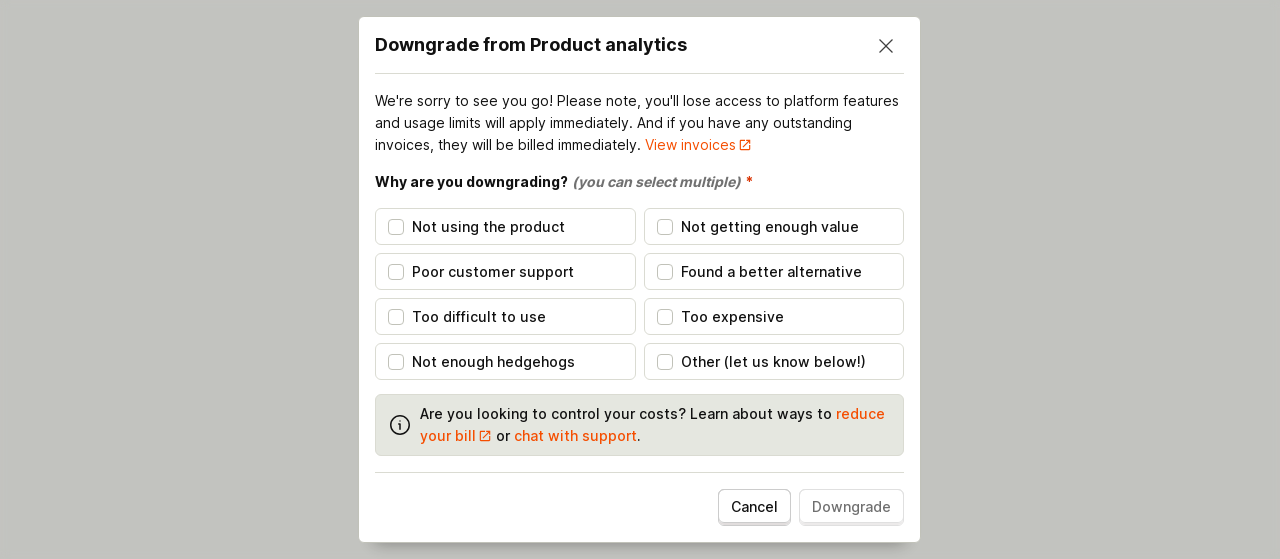 Downgrade from Product analytics
We're sorry to see you go! Please note, you'll lose access to platform features
and usage limits will apply immediately. And if you have any outstanding
invoices, they will be billed immediately. View invoices
Why are you downgrading? (you can select multiple) *
Not using the product
Not getting enough value
Poor customer support
Found a better alternative
Too difficult to use
Too expensive
Not enough hedgehogs
Other (let us know below!)
Are you looking to control your costs? Learn about ways to reduce
your bill or chat with support.
Cancel
Downgrade